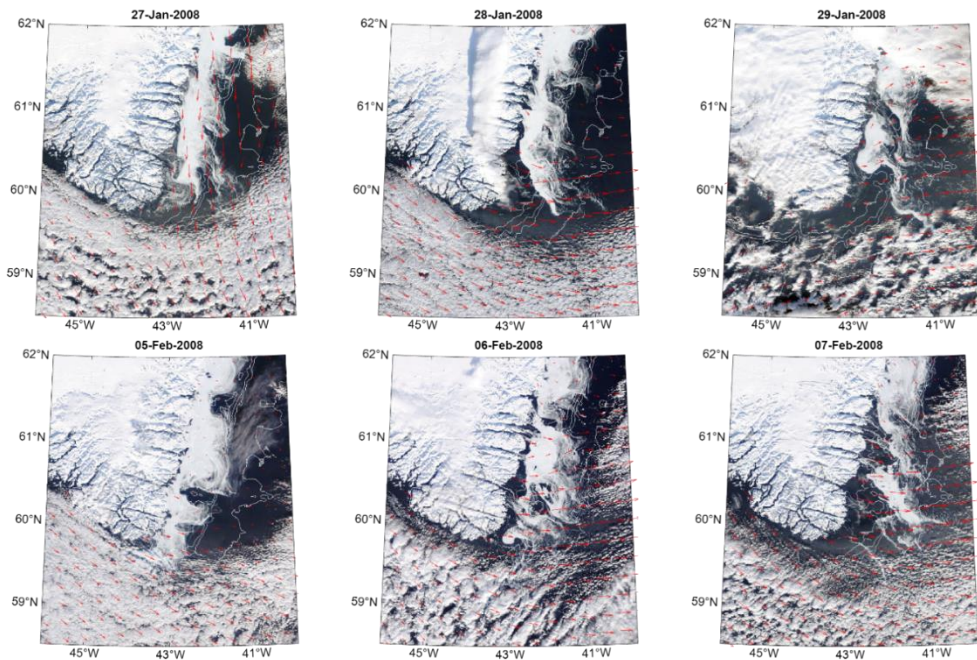 27-Jan-2008
28-Jan-2008
29-Jan-2008
62°N
62°N
62°N
61°N
61°N
61°N
60°N
60°N
60°N
59°N
59°N
59°N
45°W
43°W
41°W
45°W
43°W
41°W
45°W
43°W
41°W
05-Feb-2008
06-Feb-2008
07-Feb-2008
62°N
62°N
62°N
61°N
61°N
61°N
60°N
60°N
60°N
59°N
59°N
59°N
45°W
43°W
41°W
45°W
43°W
41°W
45°W
43°W
41°W